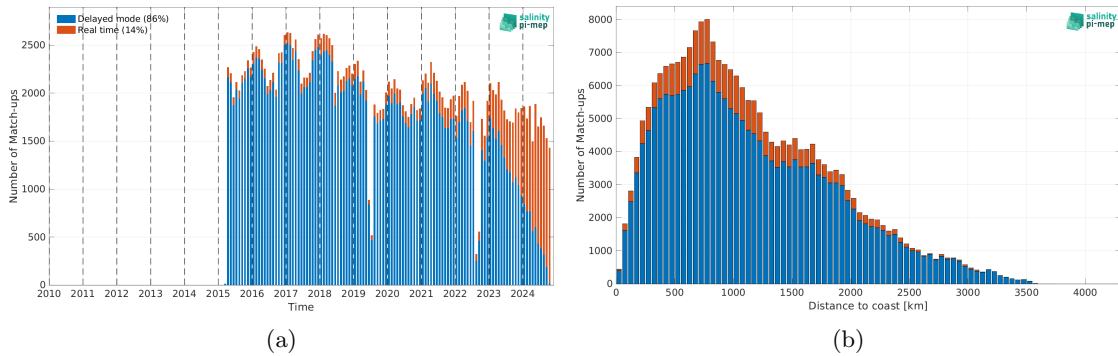 Delayed mode (86%)
Real time (14%)
salinity
pi-mep
Number of Match-ups
2500
2000
1500
1000
500
0
2010 2011 2012 2013 2014 2015 2016 2017 2018 2019 2020 2021 2022 2023 2024
Time
(a)
salinity
pi-mep
Number of Match-ups
8000
7000
6000
5000
4000
3000
2000
1000
0
0 500 1000 1500 2000 2500 3000 3500 4000
Distance to coast [km]
(b)